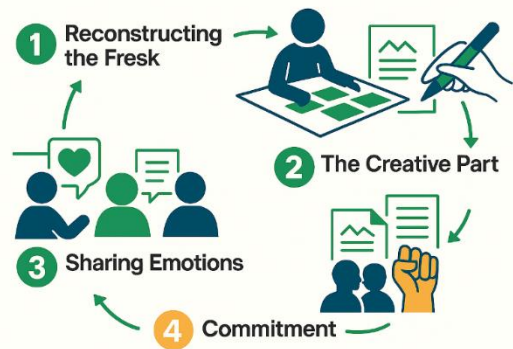 1 Reconstructing
the Fresk
2 The Creative Part
3 Sharing Emotions
4 Commitment